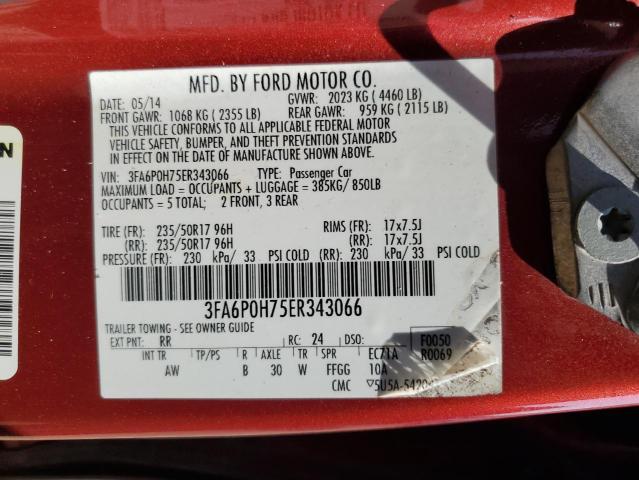 MFD. BY FORD MOTOR CO.
DATE: 05/14 GVWR: 2023 KG ( 4460 LB)
FRONT GAWR: 1068 KG ( 2355 LB) REAR GAWR: 959 KG ( 2115 LB)
THIS VEHICLE CONFORMS TO ALL APPLICABLE FEDERAL MOTOR
VEHICLE SAFETY, BUMPER, AND THEFT PREVENTION STANDARDS
IN EFFECT ON THE DATE OF MANUFACTURE SHOWN ABOVE
VIN: 3FA6P0H75ER343066 TYPE: Passenger Car
MAXIMUM LOAD = OCCUPANTS + LUGGAGE = 385KG/ 850LB
OCCUPANTS = 5 TOTAL; 2 FRONT, 3 REAR
TIRE (FR): 235/50R17 96H RIMS (FR): 17x7.5J
(RR): 235/50R17 96H (RR): 17x7.5J
PRESSURE (FR): 230 kPa/ 33 PSI COLD (RR): 230 kPa/ 33 PSI COLD
3FA6P0H75ER343066
TRAILER TOWING - SEE OWNER GUIDE
EXT PNT: RR RC: 24 DSO: F0050
R0069
INT TR TP/PS R AXLE TR SPR EC71A
AW B 30 W FFGG 10A
CMC